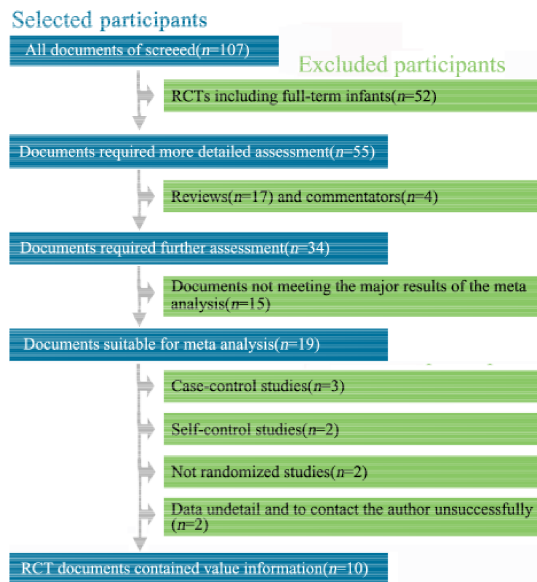 Selected participants
All documents of screeed(n=107)
Excluded participants
RCTs including full-term infants(n=52)
Documents required more detailed assessment(n=55)
Reviews(n=17) and commentators(n=4)
Documents required further assessment(n=34)
Documents not meeting the major results of the meta
analysis(n=15)
Documents suitable for meta analysis(n=19)
Case-control studies(n=3)
Self-control studies(n=2)
Not randomized studies(n=2)
Data undetail and to contact the author unsuccessfully
(n=2)
RCT documents contained value information(n=10)